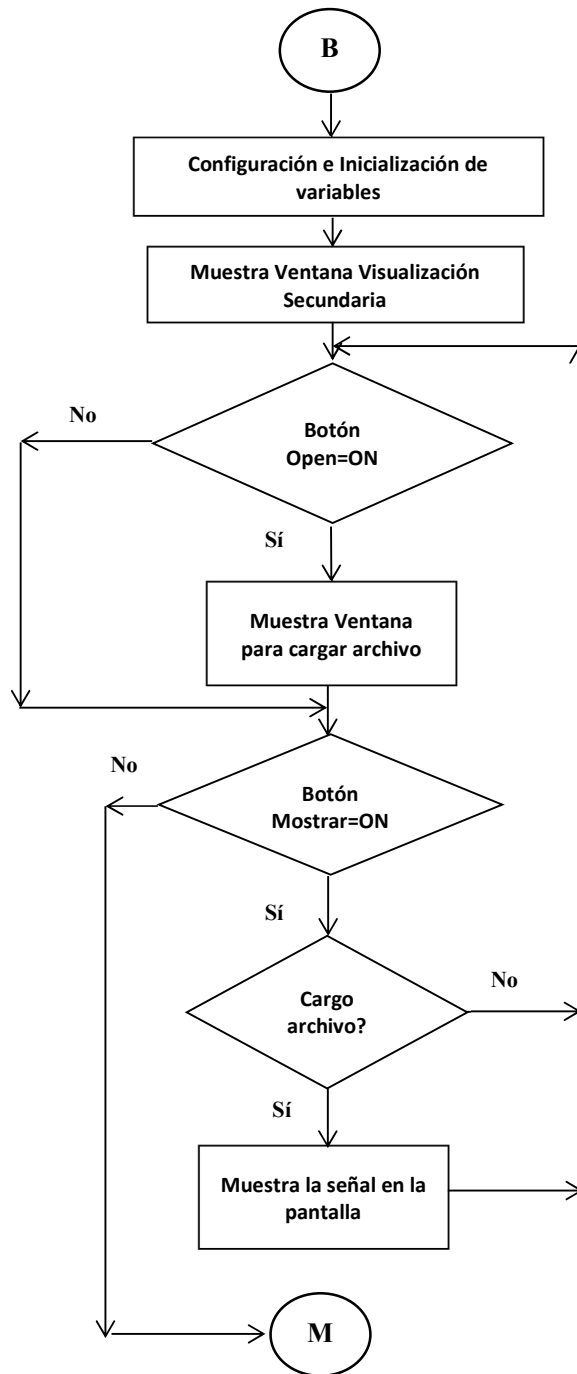 B
Configuración e Inicialización de
variables
Muestra Ventana Visualización
Secundaria
No
Botón
Open=ON
Sí
Muestra Ventana
para cargar archivo
No
Botón
Mostrar=ON
Sí
Cargo
archivo?
No
Sí
Muestra la señal en la
pantalla
M